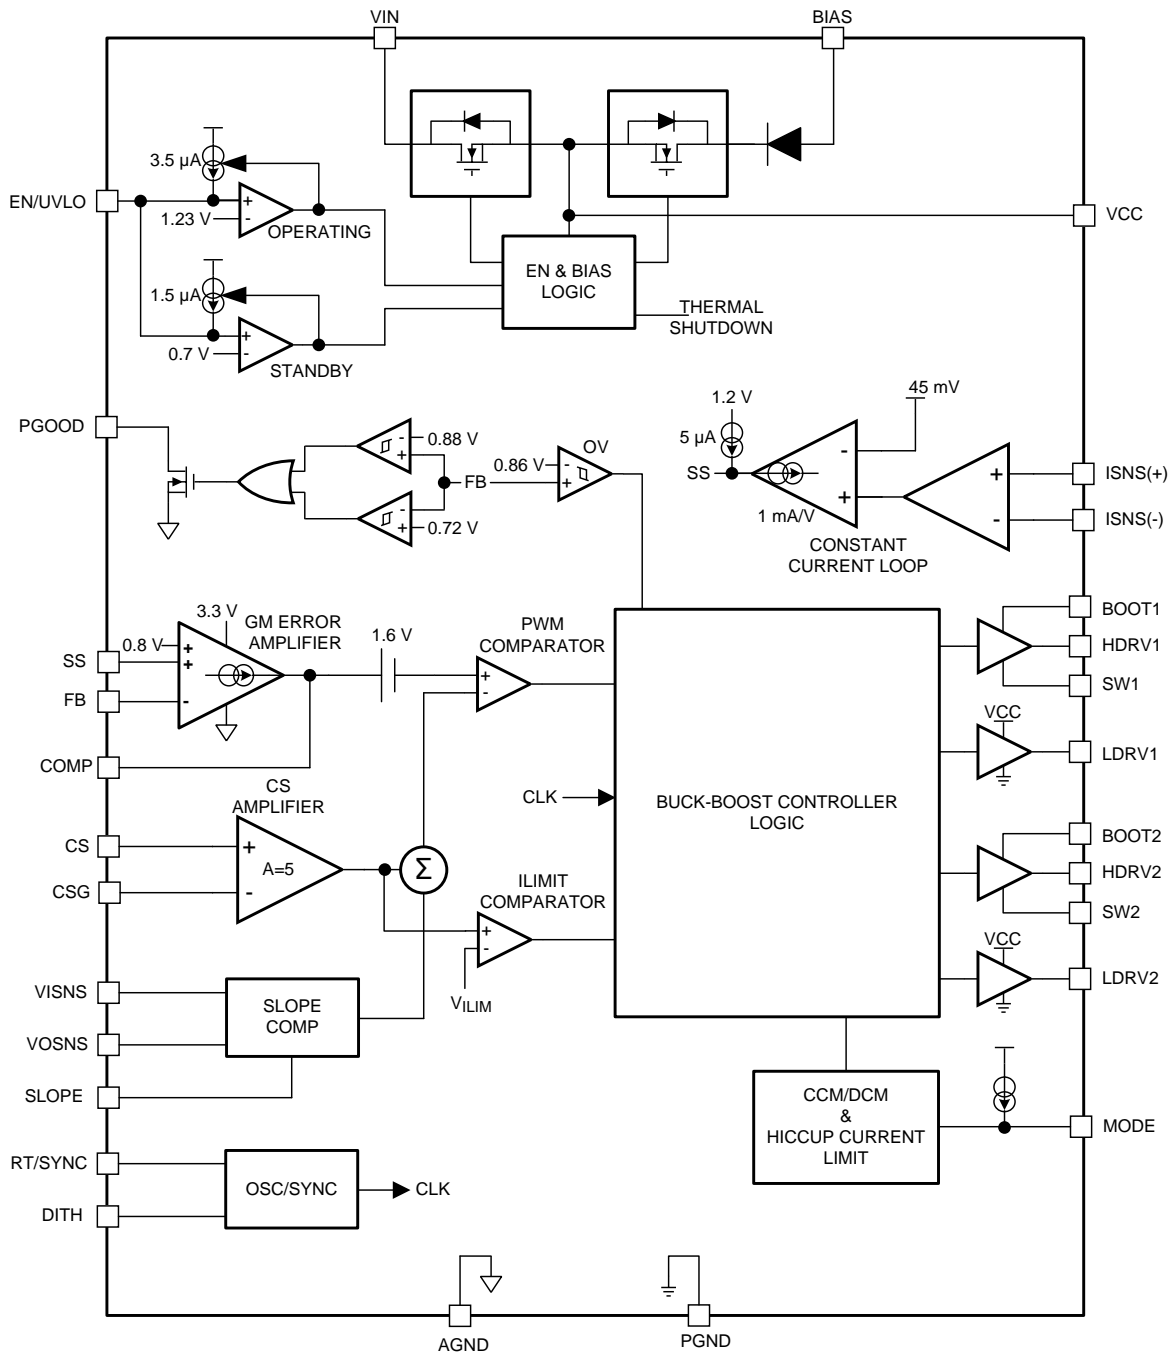 VIN
BIAS
3.5 µA
EN/UVLO
+
1.23 V
-
OPERATING
VCC
EN & BIAS
LOGIC
1.5 µA
+
0.7 V
-
STANDBY
THERMAL
SHUTDOWN
PGOOD
-
0.88 V
+
FB
-
+
0.72 V
OV
0.86 V
-
+
1.2 V
5 µA
SS
45 mV
-
+
1 mA/V
CONSTANT
CURRENT LOOP
+
-
ISNS(+)
ISNS(-)
3.3 V
GM ERROR
AMPLIFIER
0.8 V
+
SS
+
FB
-
COMP
1.6 V
PWM
COMPARATOR
+
-
BOOT1
HDRV1
SW1
VCC
LDRV1
CS
AMPLIFIER
CS
+
A=5
CSG
-
Σ
CLK
BUCK-BOOST CONTROLLER
LOGIC
BOOT2
HDRV2
SW2
VCC
LDRV2
ILIMIT
COMPARATOR
+
-
VILIM
VISNS
VOSNS
SLOPE
COMP
SLOPE
CCM/DCM
&
HICCUP CURRENT
LIMIT
MODE
RT/SYNC
DITH
OSC/SYNC
CLK
AGND
PGND